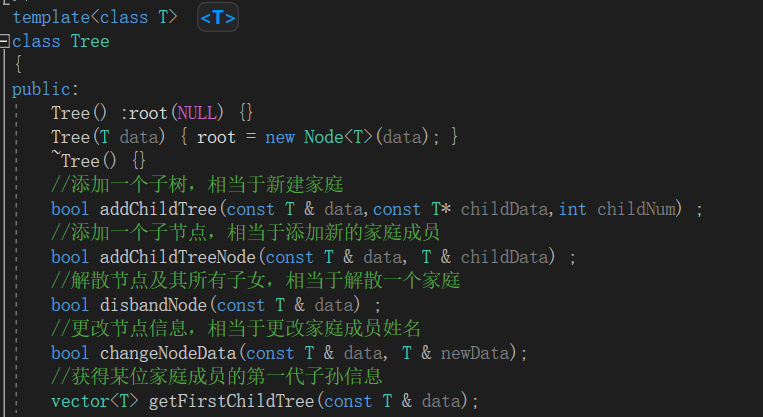 template<class T> <T>
class Tree
{
public:
Tree() :root(NULL) {}
Tree(T data) { root = new Node<T>(data); }
~Tree() {}
//添加一个子树，相当于新建家庭
bool addChildTree(const T & data,const T* childData,int childNum) ;
//添加一个子节点，相当于添加新的家庭成员
bool addChildTreeNode(const T & data, T & childData) ;
//解散节点及其所有子女，相当于解散一个家庭
bool disbandNode(const T & data) ;
//更改节点信息，相当于更改家庭成员姓名
bool changeNodeData(const T & data, T & newData);
//获得某位家庭成员的第一代子孙信息
vector<T> getFirstChildTree(const T & data);